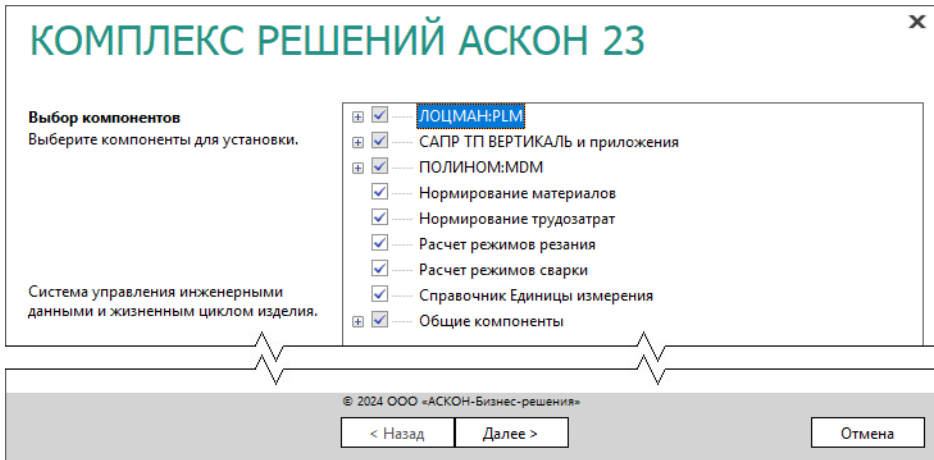 КОМПЛЕКС РЕШЕНИЙ АСКОН 23
Выбор компонентов
Выберите компоненты для установки.
Система управления инженерными
данными и жизненным циклом изделия.
ЛОЦМАН:PLM
САПР ТП ВЕРТИКАЛЬ и приложения
ПОЛИНОМ:MDM
Нормирование материалов
Нормирование трудозатрат
Расчет режимов резания
Расчет режимов сварки
Справочник Единицы измерения
Общие компоненты
© 2024 ООО «АСКОН-Бизнес-решения»
< Назад
Далее >
Отмена